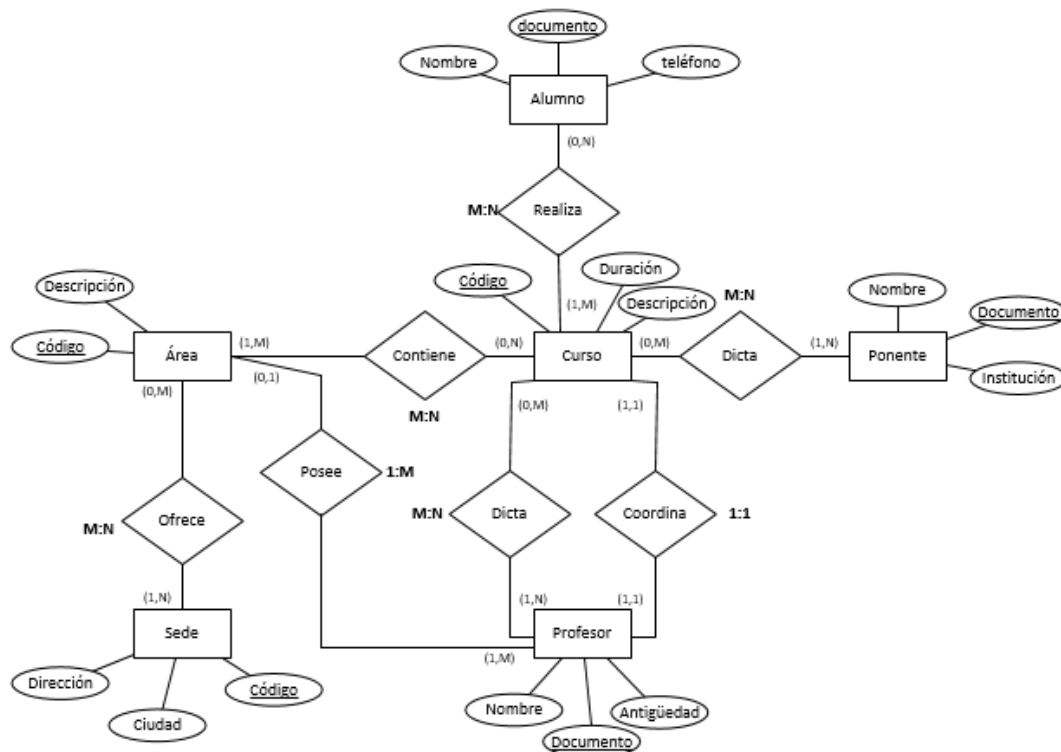 documento
Nombre
teléfono
Alumno
(0,N)
M:N
Realiza
Código
Duración
(1,M)
Descripción
M:N
Nombre
Documento
Descripción
Código
Área
(1,M)
Contiene
(0,N)
Curso
(0,M)
Dicta
(1,N)
Ponente
Institución
(0,1)
(0,M)
M:N
(0,M)
(1,1)
Posee
1:M
M:N
Ofrece
M:N
Dicta
Coordina
1:1
(1,N)
(1,N)
(1,1)
Sede
Profesor
(1,M)
Dirección
Código
Ciudad
Nombre
Antigüedad
Documento